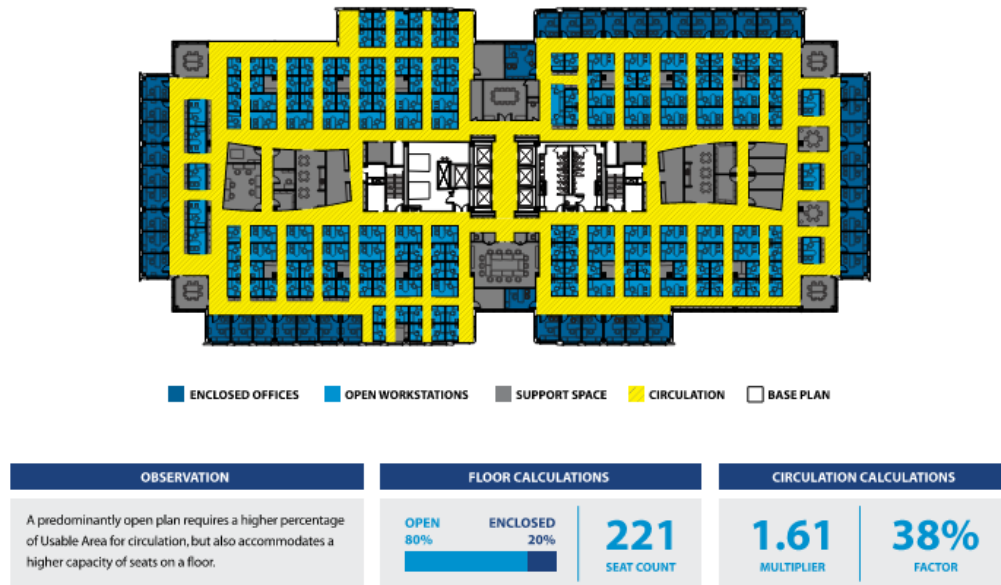 ENCLOSED OFFICES
OPEN WORKSTATIONS
SUPPORT SPACE
CIRCULATION
BASE PLAN
OBSERVATION
A predominantly open plan requires a higher percentage
of Usable Area for circulation, but also accommodates a
higher capacity of seats on a floor.
FLOOR CALCULATIONS
OPEN
80%
ENCLOSED
20%
221
SEAT COUNT
CIRCULATION CALCULATIONS
1.61
MULTIPLIER
38%
FACTOR